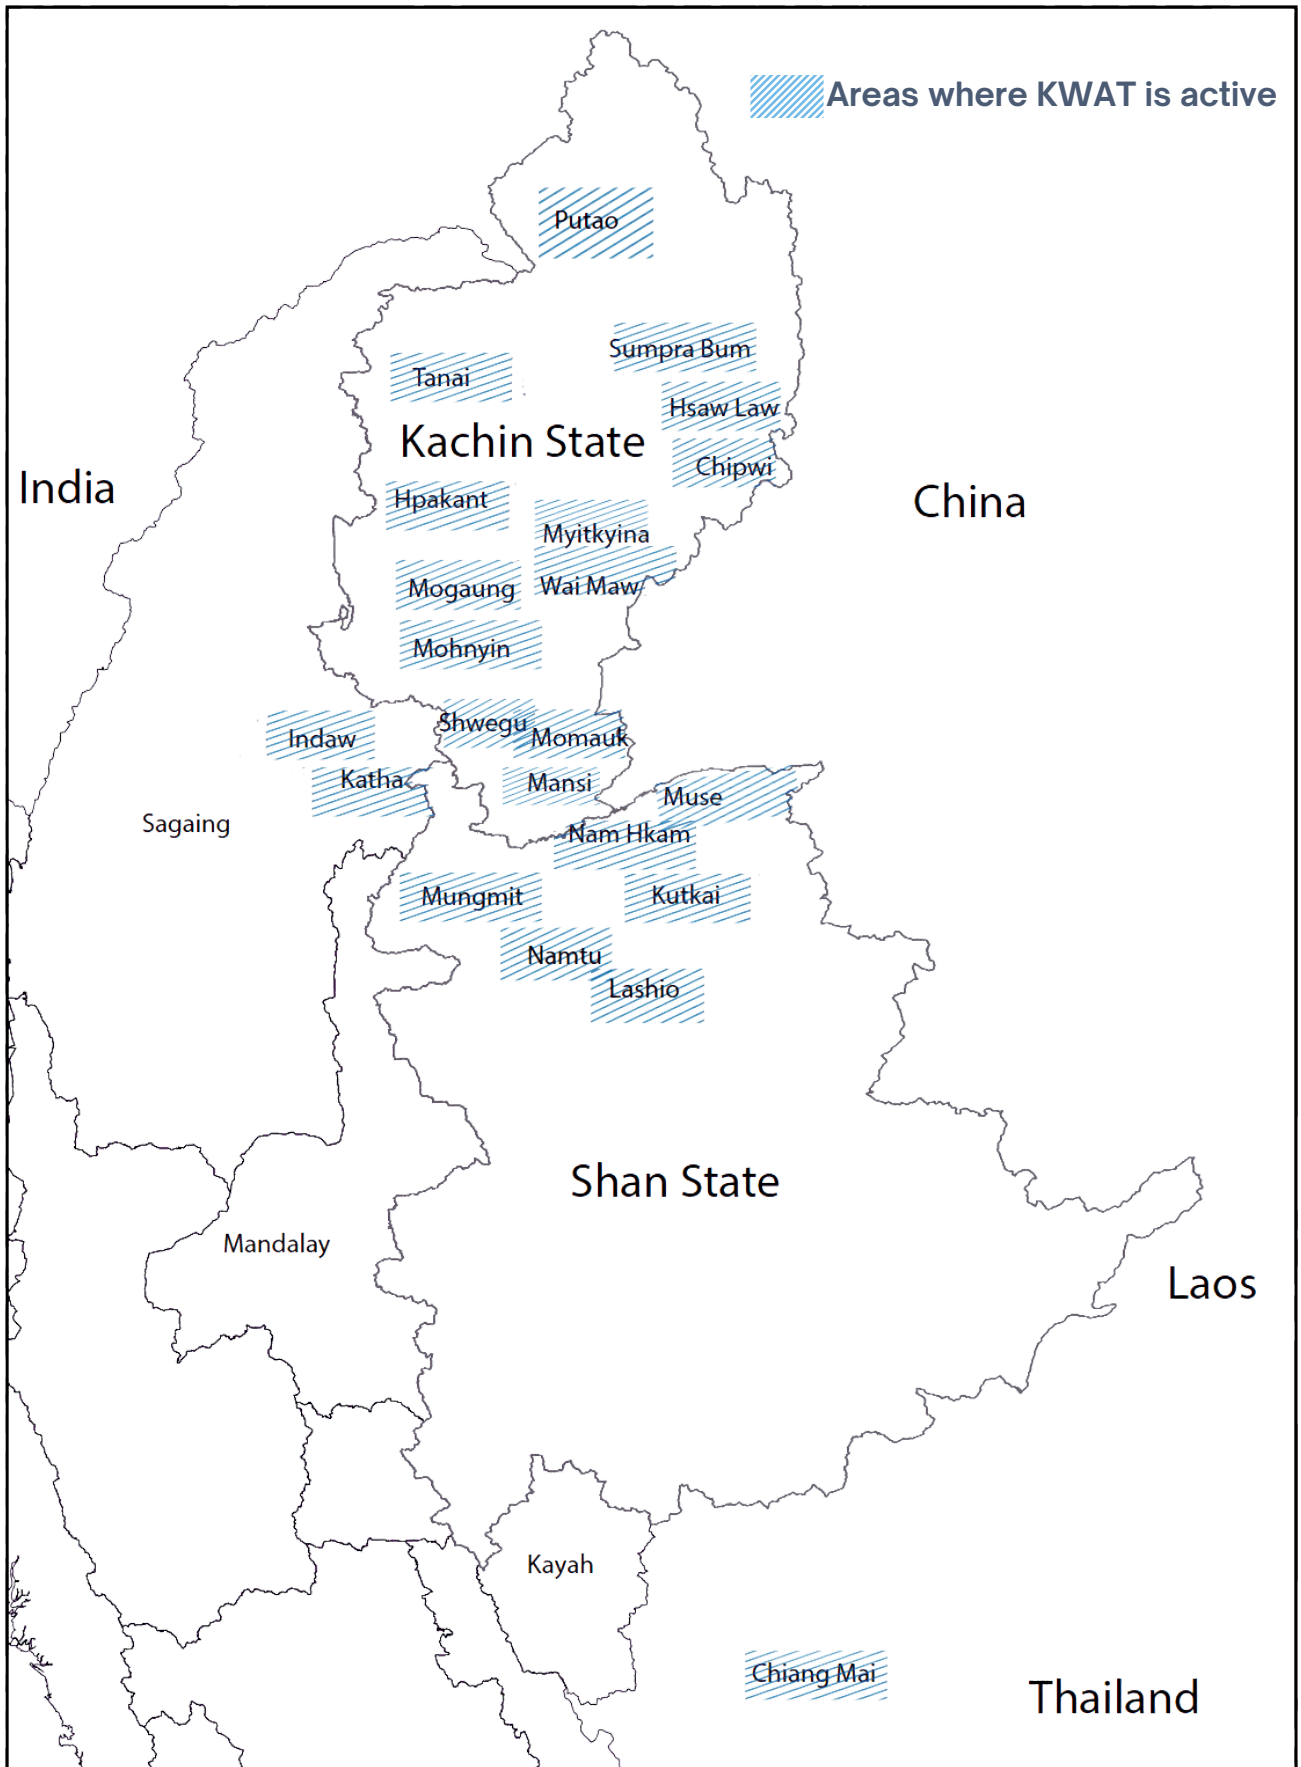 Areas where KWAT is active
Putao
Sumpra Bum
Tanai
Hsaw Law
Kachin State
Chipwi
India
Hpakant
China
Myitkyina
Mogaung
Wai Maw
Mohnyin
Shwegu
Momauk
Indaw
Katha
Mansi
Muse
Sagaing
Nam Hkam
Mungmit
Kutkai
Namtu
Lashio
Shan State
Mandalay
Laos
Kayah
Chiang Mai
Thailand